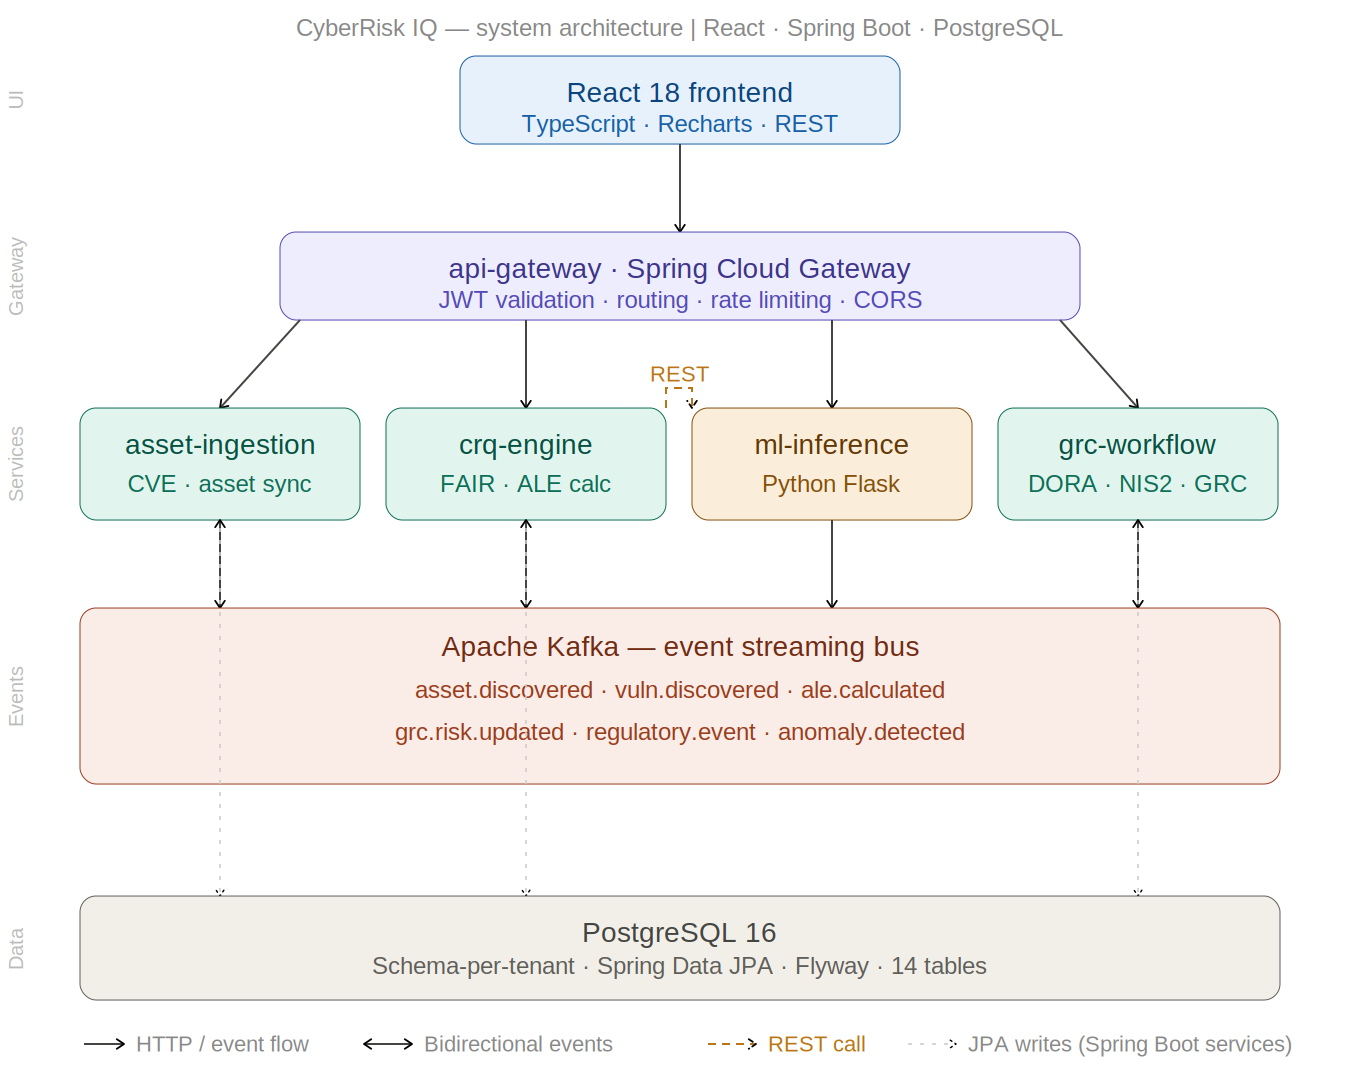 CyberRisk IQ — system architecture | React · Spring Boot · PostgreSQL
UI
React 18 frontend
TypeScript · Recharts · REST
Gateway
api-gateway · Spring Cloud Gateway
JWT validation · routing · rate limiting · CORS
REST
Services
asset-ingestion
CVE · asset sync
crq-engine
FAIR · ALE calc
ml-inference
Python Flask
grc-workflow
DORA · NIS2 · GRC
Events
Apache Kafka — event streaming bus
asset.discovered · vuln.discovered · ale.calculated
grc.risk.updated · regulatory.event · anomaly.detected
Data
PostgreSQL 16
Schema-per-tenant · Spring Data JPA · Flyway · 14 tables
HTTP / event flow
Bidirectional events
REST call
JPA writes (Spring Boot services)